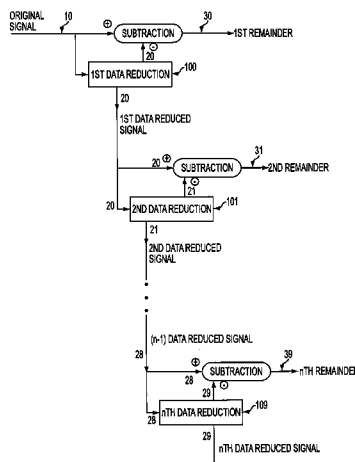 ORIGINAL
SIGNAL
10
⊕
SUBTRACTION
30
1ST REMAINDER
20
⊖
1ST DATA REDUCTION
100
20
1ST DATA REDUCED
SIGNAL
20
⊕
SUBTRACTION
31
2ND REMAINDER
21
⊖
20
2ND DATA REDUCTION
101
21
2ND DATA REDUCED
SIGNAL
(n-1) DATA REDUCED SIGNAL
28
⊕
28
SUBTRACTION
39
nTH REMAINDER
29
⊖
28
nTH DATA REDUCTION
109
29
nTH DATA REDUCED SIGNAL